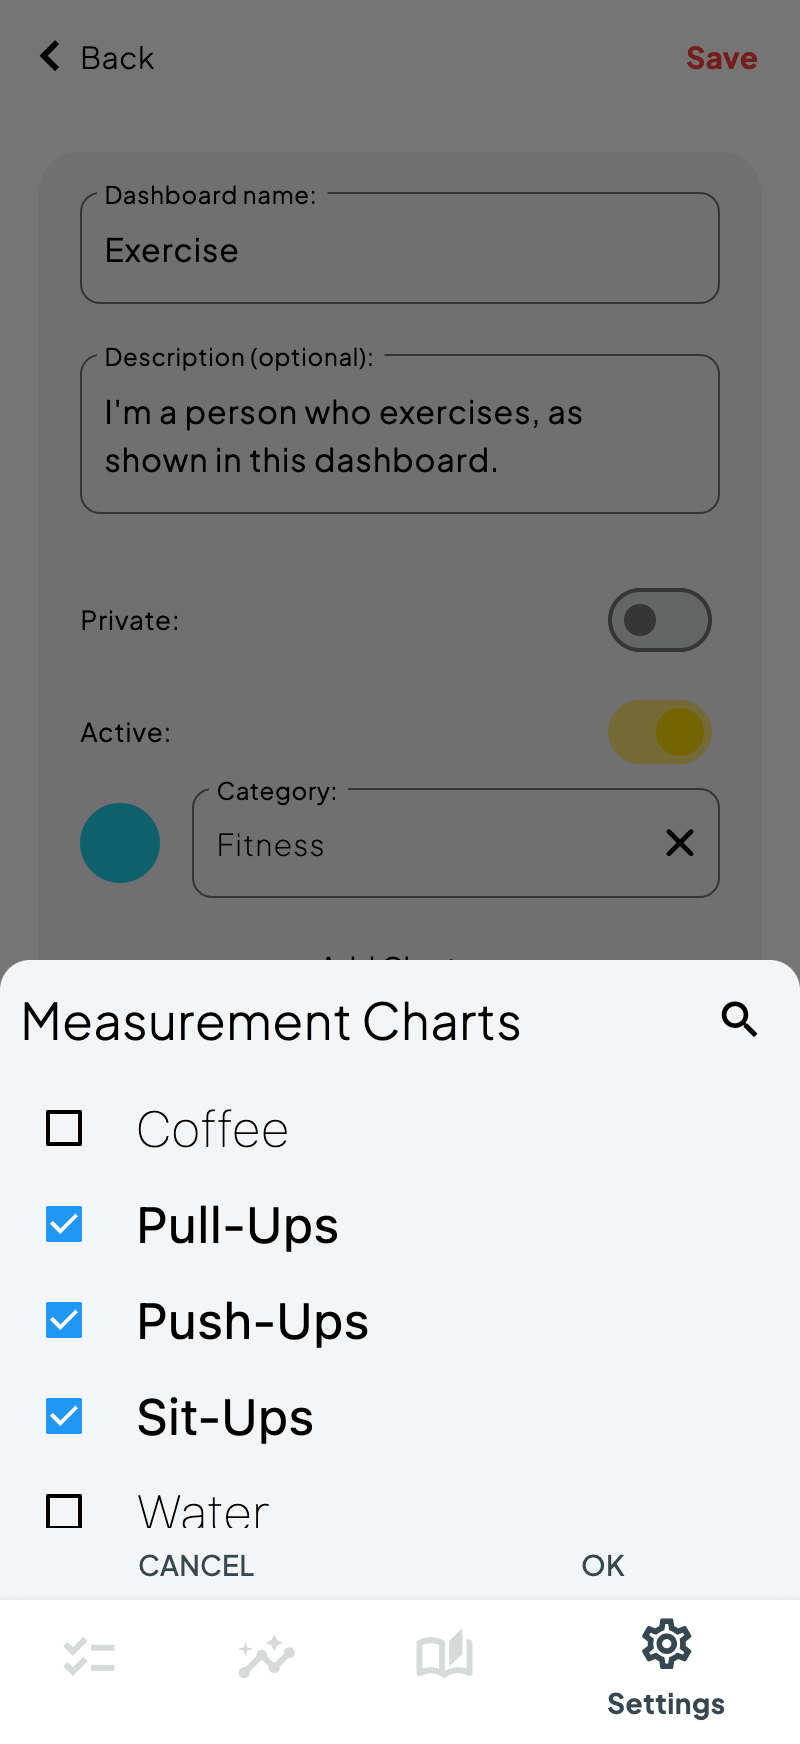 Back
Save
Dashboard name:
Exercise
Description (optional):
I'm a person who exercises, as
shown in this dashboard.
Private:
Active:
Category:
Fitness
Measurement Charts
Coffee
Pull-Ups
Push-Ups
Sit-Ups
Water
CANCEL
OK
Settings